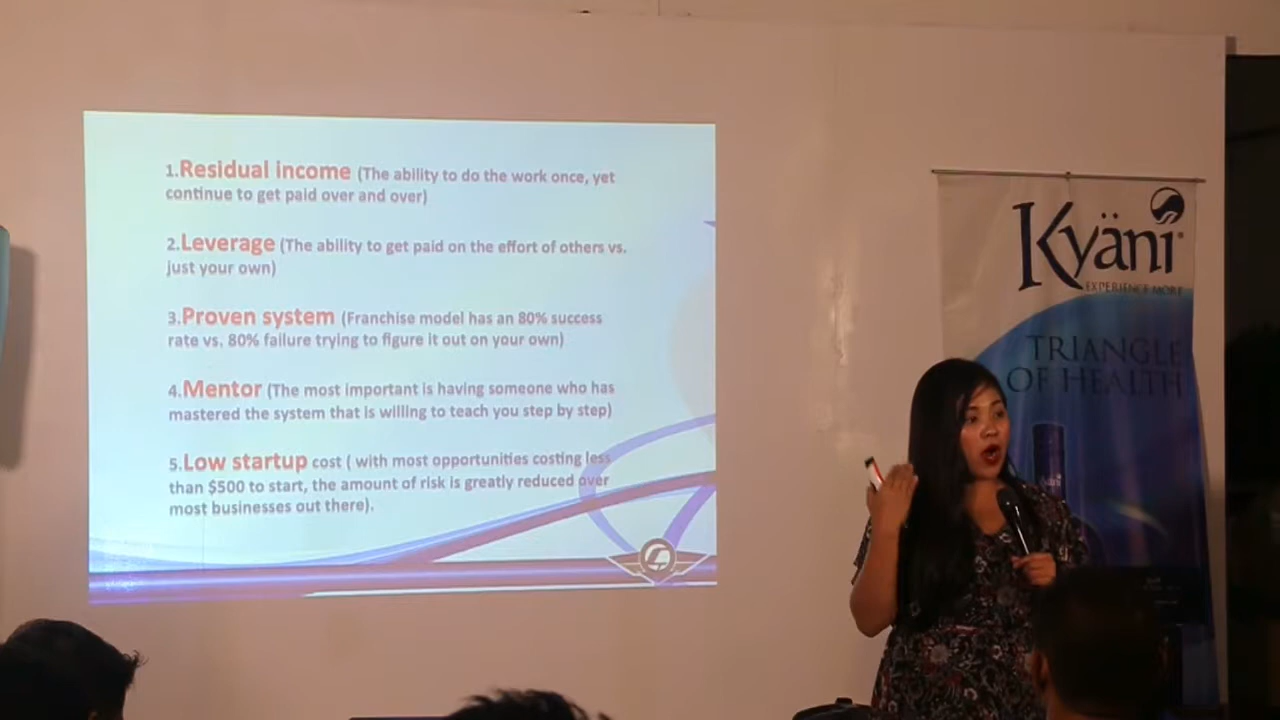 1.Residual income (The ability to do the work once, yet
continue to get paid over and over)
2.Leverage (The ability to get paid on the effort of others vs.
just your own)
3.Proven system (Franchise model has an 80% success
rate vs. 80% failure trying to figure it out on your own)
4.Mentor (The most important is having someone who has
mastered the system that is willing to teach you step by step)
5.Low startup cost ( with most opportunities costing less
than $500 to start, the amount of risk is greatly reduced over
most businesses out there).
Kyäni®
EXPERIENCE MORE
TRIANGLE
OF HEALTH